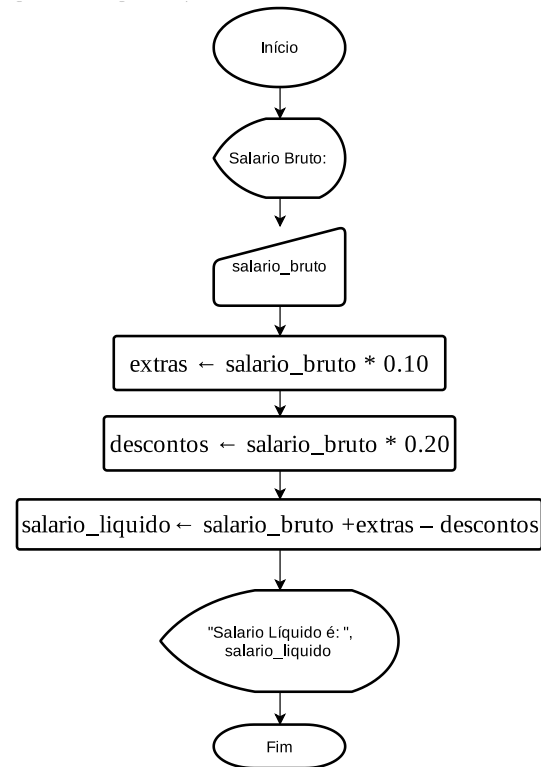 Início
Salario Bruto:
salario_bruto
extras ← salario_bruto * 0.10
descontos ← salario_bruto * 0.20
salario_liquido← salario_bruto +extras – descontos
"Salario Líquido é: ",
salario_liquido
Fim